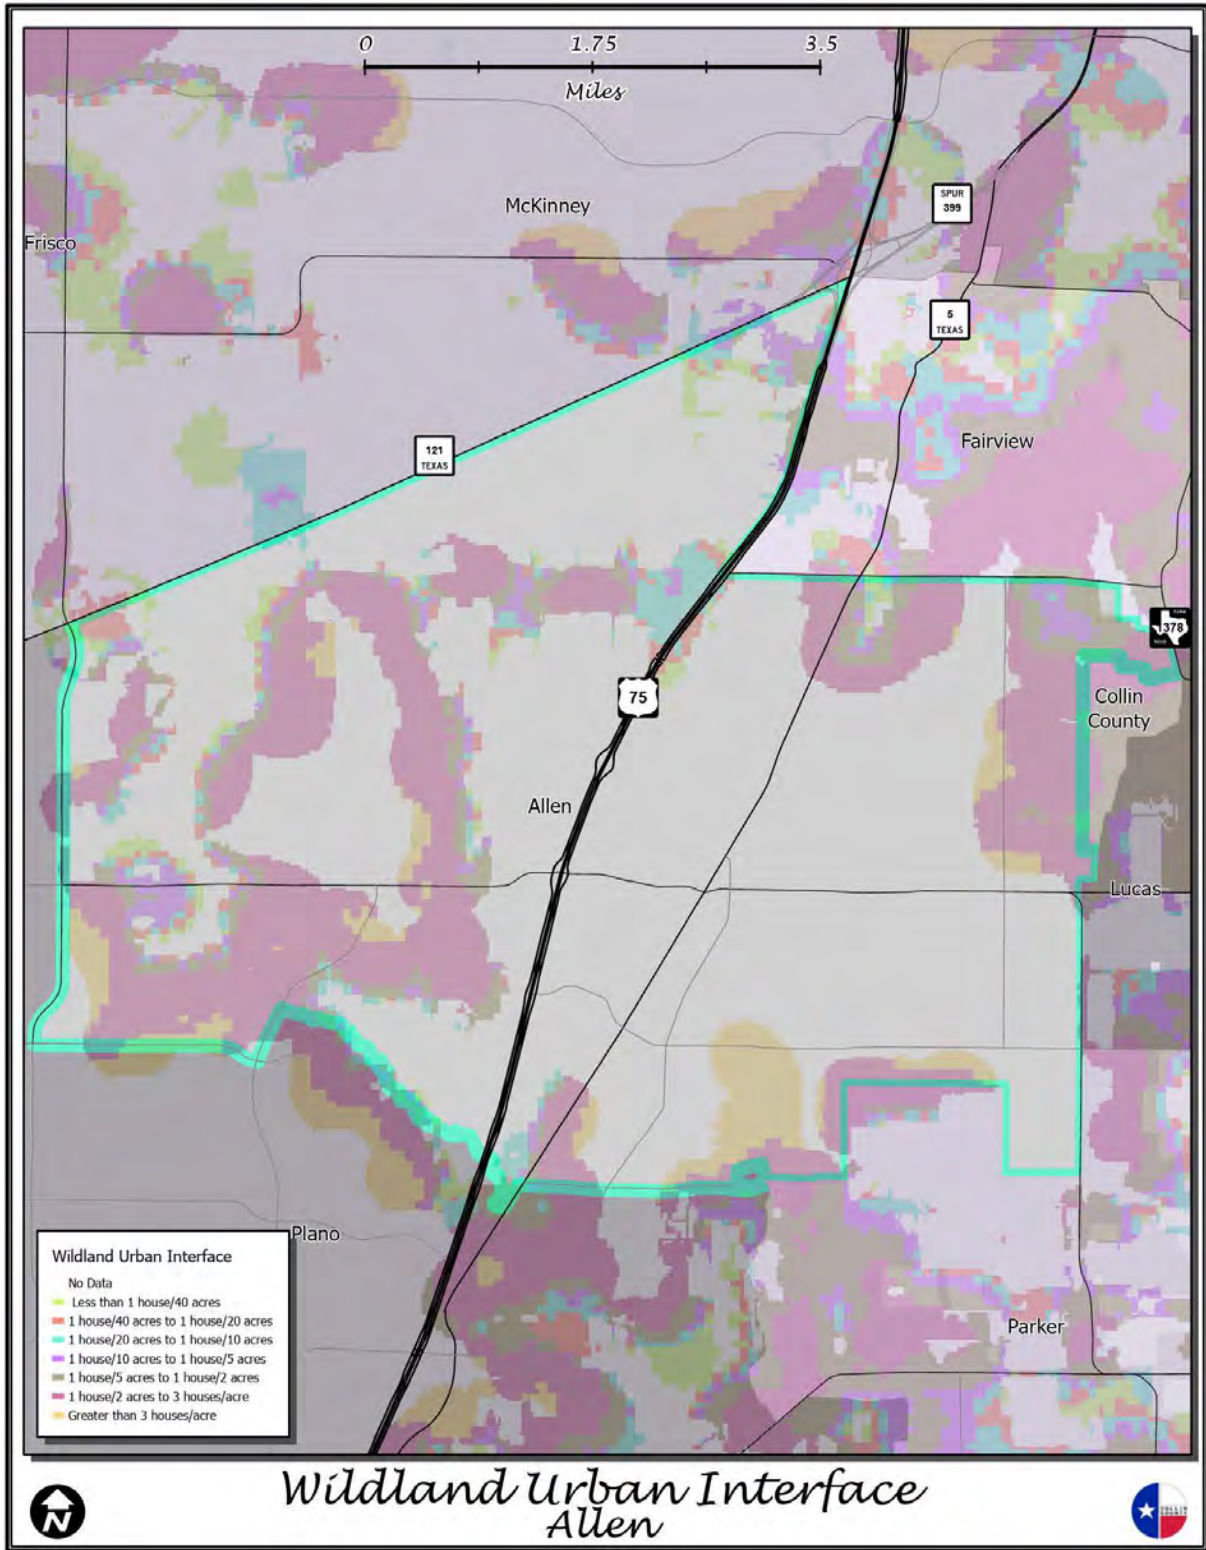 0 1.75 3.5
Miles
SPUR
399
McKinney
Frisco
5
TEXAS
Fairview
121
TEXAS
1378
75
Collin
County
Allen
Lucas
Plano
Parker
Wildland Urban Interface
No Data
Less than 1 house/40 acres
1 house/40 acres to 1 house/20 acres
1 house/20 acres to 1 house/10 acres
1 house/10 acres to 1 house/5 acres
1 house/5 acres to 1 house/2 acres
1 house/2 acres to 3 houses/acre
Greater than 3 houses/acre
N
Wildland Urban Interface
Allen
COLLIN
COUNTY